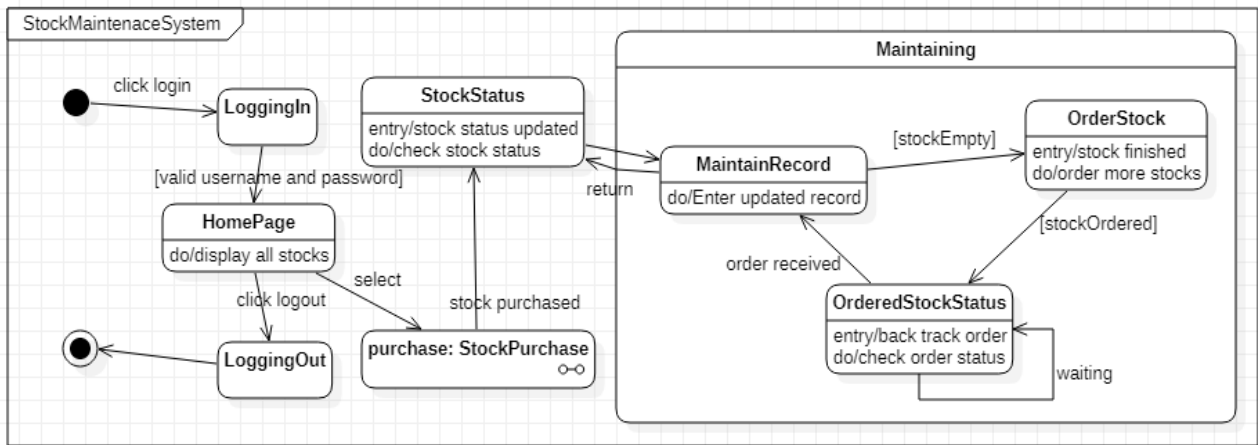 StockMaintenaceSystem
Maintaining
click login
LoggingIn
StockStatus
entry/stock status updated
do/check stock status
OrderStock
entry/stock finished
do/order more stocks
[stockEmpty]
MaintainRecord
do/Enter updated record
return
[valid username and password]
HomePage
do/display all stocks
[stockOrdered]
order received
select
click logout
stock purchased
OrderedStockStatus
entry/back track order
do/check order status
waiting
LoggingOut
purchase: StockPurchase